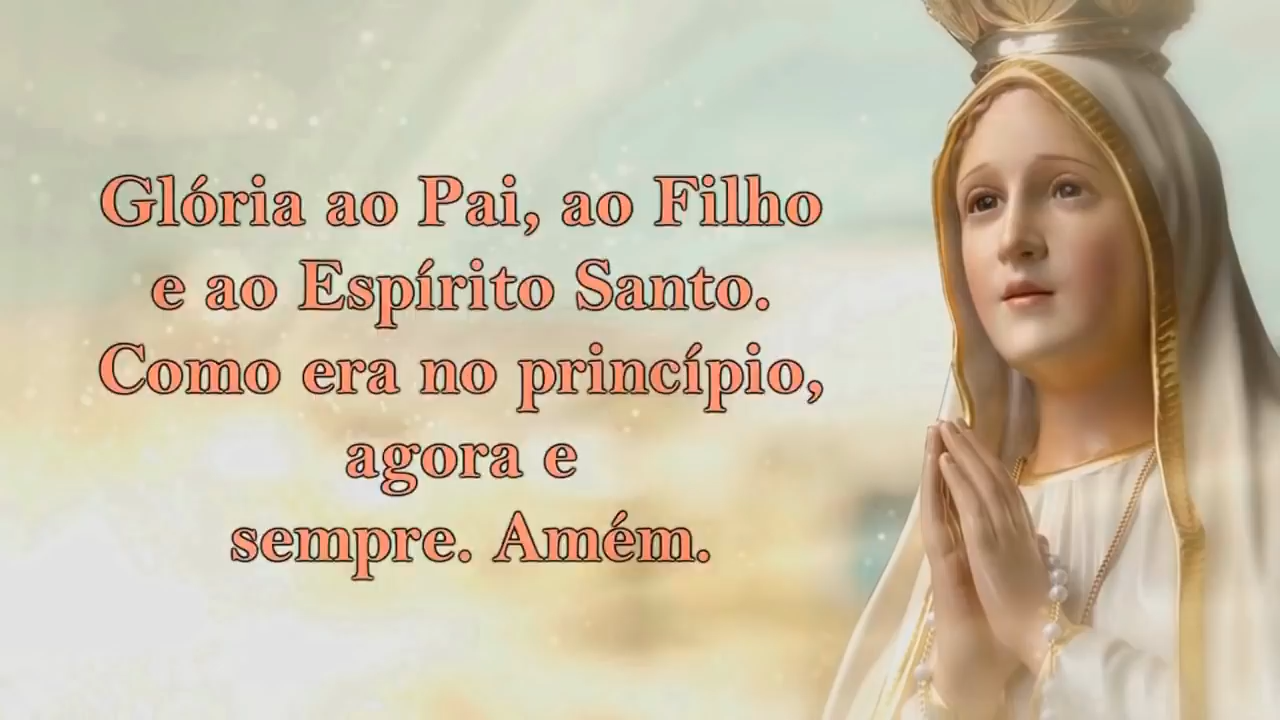 Glória ao Pai, ao Filho
e ao Espírito Santo.
Como era no princípio,
agora e
sempre. Amém.